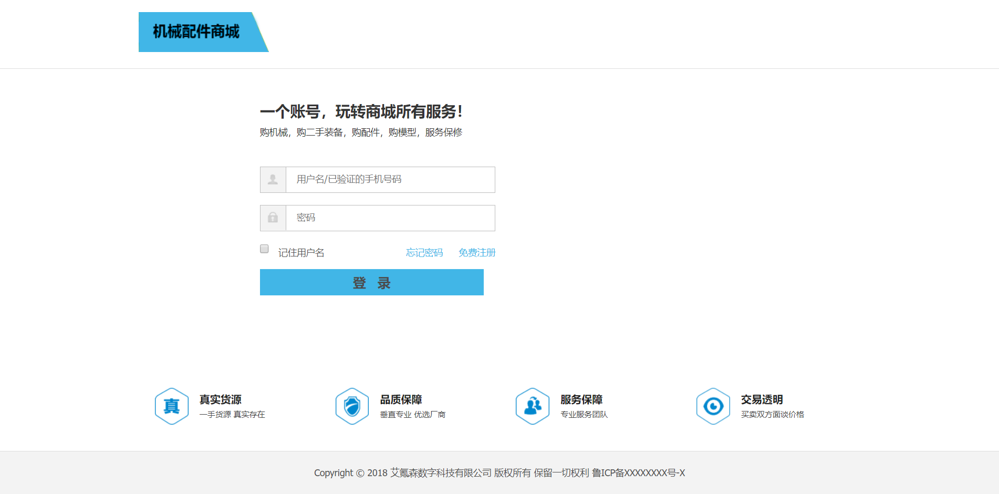 机械配件商城
一个账号，玩转商城所有服务！
购机械，购二手装备，购配件，购模型，服务保修
用户名/已验证的手机号码
密码
记住用户名 忘记密码 免费注册
登 录
真
真实货源
一手货源 真实存在
品质保障
垂直专业 优选厂商
服务保障
专业服务团队
交易透明
买卖双方面谈价格
Copyright © 2018 艾氪森数字科技有限公司 版权所有 保留一切权利 鲁ICP备XXXXXXXX号-X